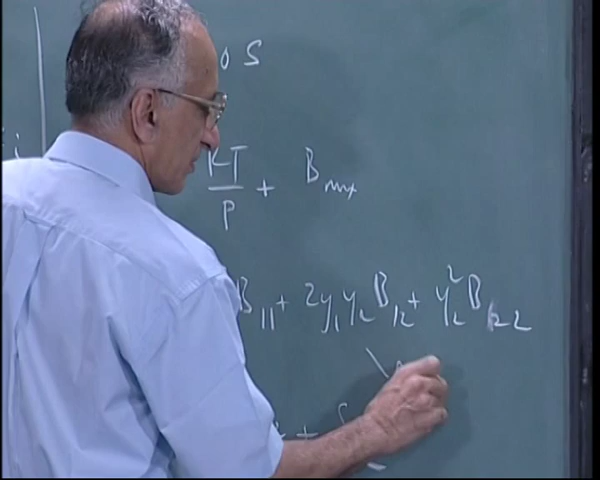 o S
RT/P + B mix
B₁₁ + 2y₁y₂B₁₂ + y₂²B₂₂
+